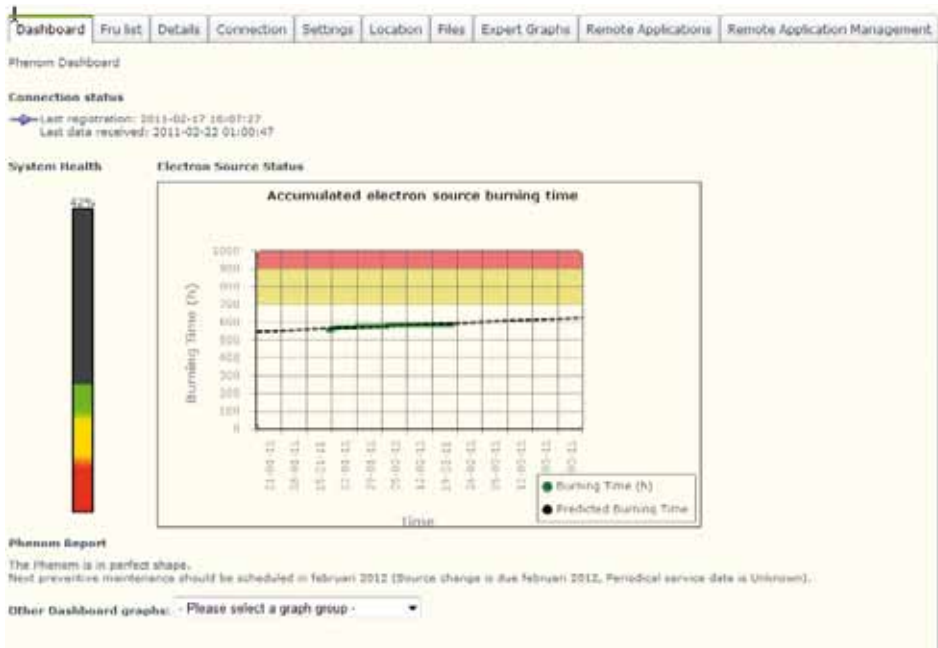 Dashboard Fru list Details Connection Settings Location Files Expert Graphs Remote Applications Remote Application Management
Phenom Dashboard
Connection status
Last registration: 2011-02-17 16:07:27
Last data received: 2011-02-22 01:00:47
System Health Electron Source Status
42%
Accumulated electron source burning time
1000
900
800
700
600
500
400
300
200
100
0
Burning Time (h)
Time
Burning Time (h)
Predicted Burning Time
Phenom Report
The Phenom is in perfect shape.
Next preventive maintenance should be scheduled in februari 2012 (Source change is due februari 2012, Periodical service date is Unknown).
Other Dashboard graphs: - Please select a graph group -